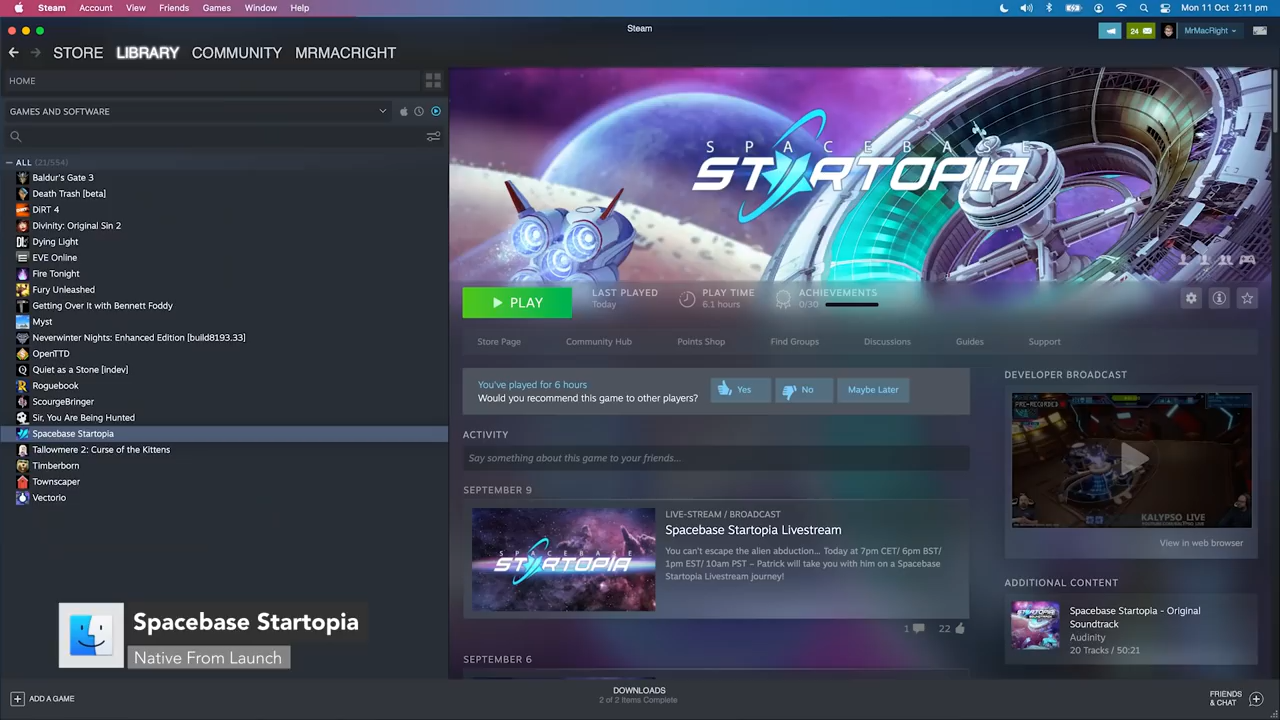 Steam Account View Friends Games Window Help Mon 11 Oct 2:11 pm
Steam
24 MrMacRight
STORE LIBRARY COMMUNITY MRMACRIGHT
HOME
GAMES AND SOFTWARE
ALL (21/554)
Baldur's Gate 3
Death Trash [beta]
DIRT 4
Divinity: Original Sin 2
Dying Light
EVE Online
Fire Tonight
Fury Unleashed
Getting Over It with Bennett Foddy
Myst
Neverwinter Nights: Enhanced Edition [build8193.33]
OpenTTD
Quiet as a Stone [indev]
Roguebook
ScourgeBringer
Sir, You Are Being Hunted
Spacebase Startopia
Tallowmere 2: Curse of the Kittens
Timberborn
Townscaper
Vectorio
Spacebase Startopia
Native From Launch
ADD A GAME
SPACEBASE
STARTOPIA
PLAY
LAST PLAYED
Today
PLAY TIME
6.1 hours
ACHIEVEMENTS
0/30
Store Page Community Hub Points Shop Find Groups Discussions Guides Support
You've played for 6 hours
Would you recommend this game to other players?
Yes No Maybe Later
ACTIVITY
Say something about this game to your friends...
SEPTEMBER 9
SPACEBASE
STARTOPIA
LIVE-STREAM / BROADCAST
Spacebase Startopia Livestream
You can't escape the alien abduction... Today at 7pm CET/ 6pm BST/
1pm EST/ 10am PST – Patrick will take you with him on a Spacebase
Startopia Livestream journey!
1 22
SEPTEMBER 6
DEVELOPER BROADCAST
PRE-RECORDED
KALYPSO LIVE
View in web browser
ADDITIONAL CONTENT
STARTOPIA
Spacebase Startopia - Original
Soundtrack
Audinity
20 Tracks / 50:21
DOWNLOADS
2 of 2 Items Complete
FRIENDS
& CHAT